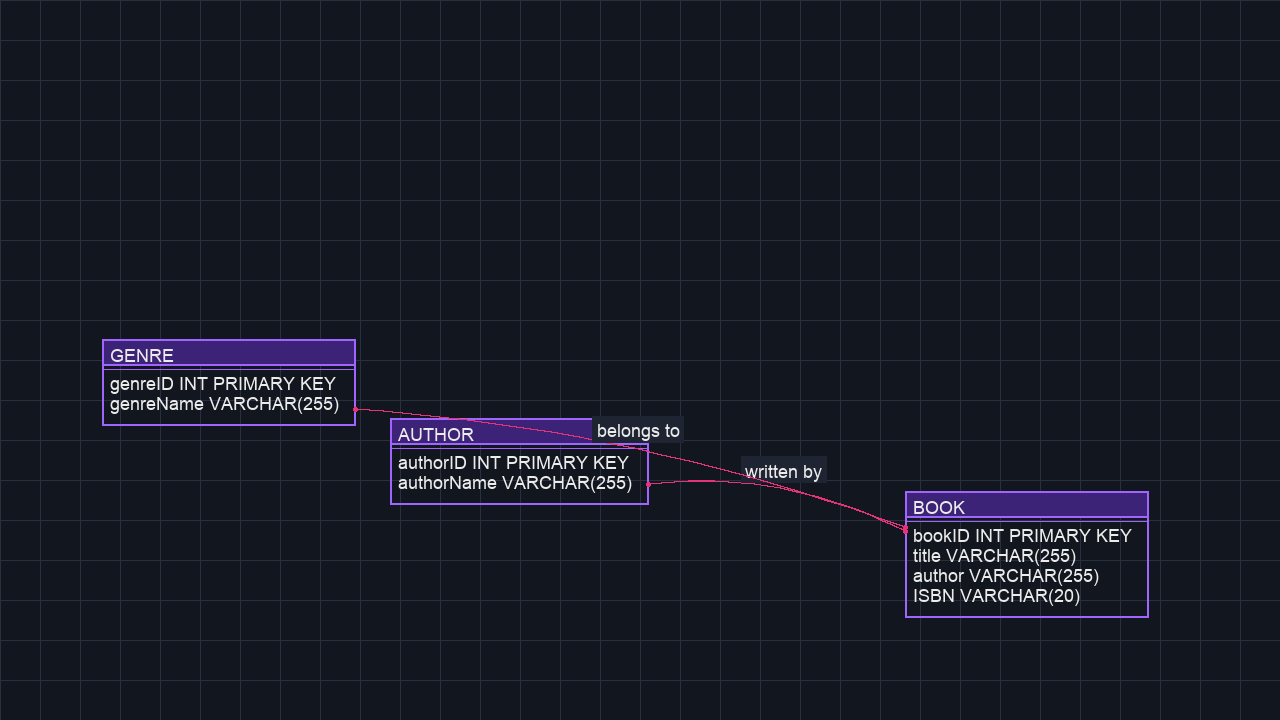 GENRE
genreID INT PRIMARY KEY
genreName VARCHAR(255)
AUTHOR
authorID INT PRIMARY KEY
authorName VARCHAR(255)
belongs to
written by
BOOK
bookID INT PRIMARY KEY
title VARCHAR(255)
author VARCHAR(255)
ISBN VARCHAR(20)